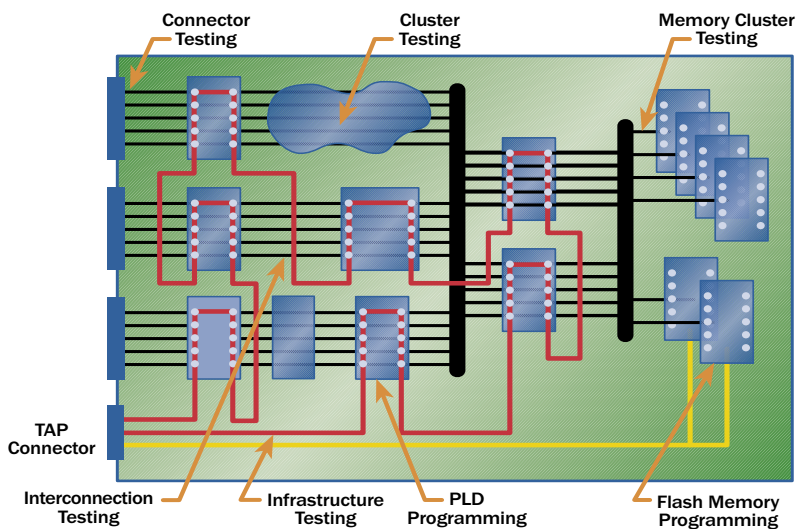 Connector
Testing
Cluster
Testing
Memory Cluster
Testing
TAP
Connector
Interconnection
Testing
Infrastructure
Testing
PLD
Programming
Flash Memory
Programming